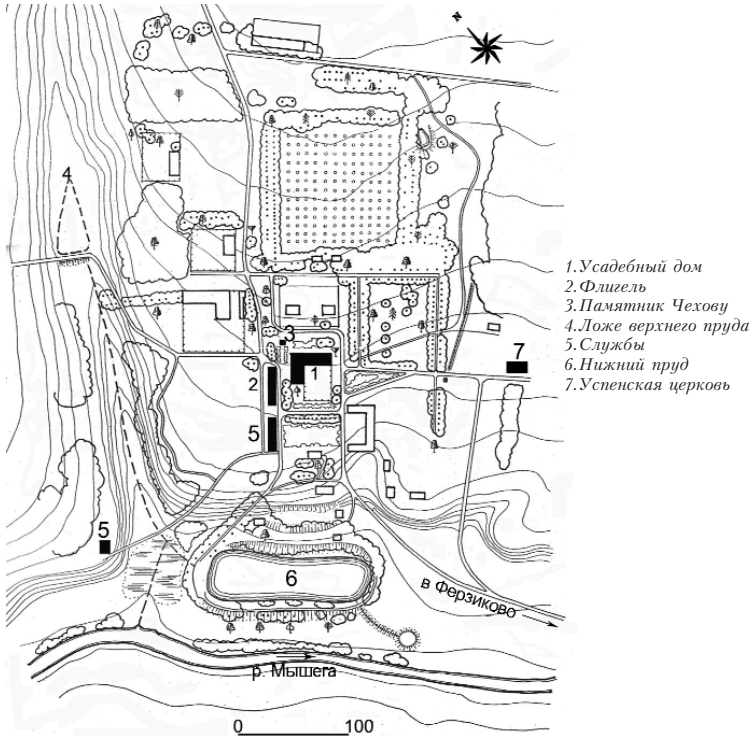 N
4
1.Усадебный дом
2.Флигель
3.Памятник Чехову
4.Ложе верхнего пруда
5.Службы
6.Нижний пруд
7.Успенская церковь
3
7
1
2
5
5
6
в Ферзиково
р. Мышега
0 100